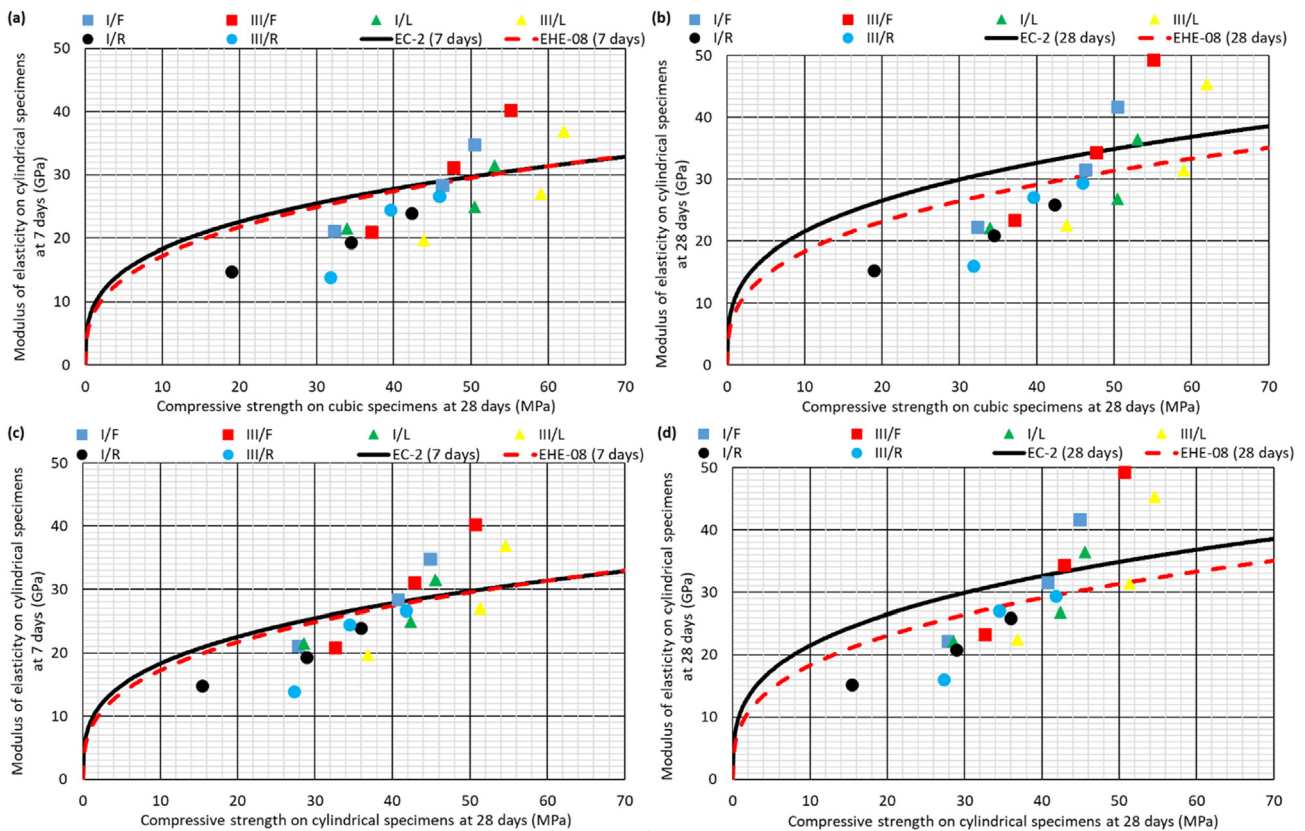 (a)
I/F III/F I/L III/L
I/R III/R EC-2 (7 days) EHE-08 (7 days)
50
40
30
20
10
0
0 10 20 30 40 50 60 70
Modulus of elasticity on cylindrical specimens
at 7 days (GPa)
Compressive strength on cubic specimens at 28 days (MPa)
(b)
I/F III/F I/L III/L
I/R III/R EC-2 (28 days) EHE-08 (28 days)
50
40
30
20
10
0
0 10 20 30 40 50 60 70
Modulus of elasticity on cylindrical specimens
at 28 days (GPa)
Compressive strength on cubic specimens at 28 days (MPa)
(c)
I/F III/F I/L III/L
I/R III/R EC-2 (7 days) EHE-08 (7 days)
50
40
30
20
10
0
0 10 20 30 40 50 60 70
Modulus of elasticity on cylindrical specimens
at 7 days (GPa)
Compressive strength on cylindrical specimens at 28 days (MPa)
(d)
I/F III/F I/L III/L
I/R III/R EC-2 (28 days) EHE-08 (28 days)
50
40
30
20
10
0
0 10 20 30 40 50 60 70
Modulus of elasticity on cylindrical specimens
at 28 days (GPa)
Compressive strength on cylindrical specimens at 28 days (MPa)